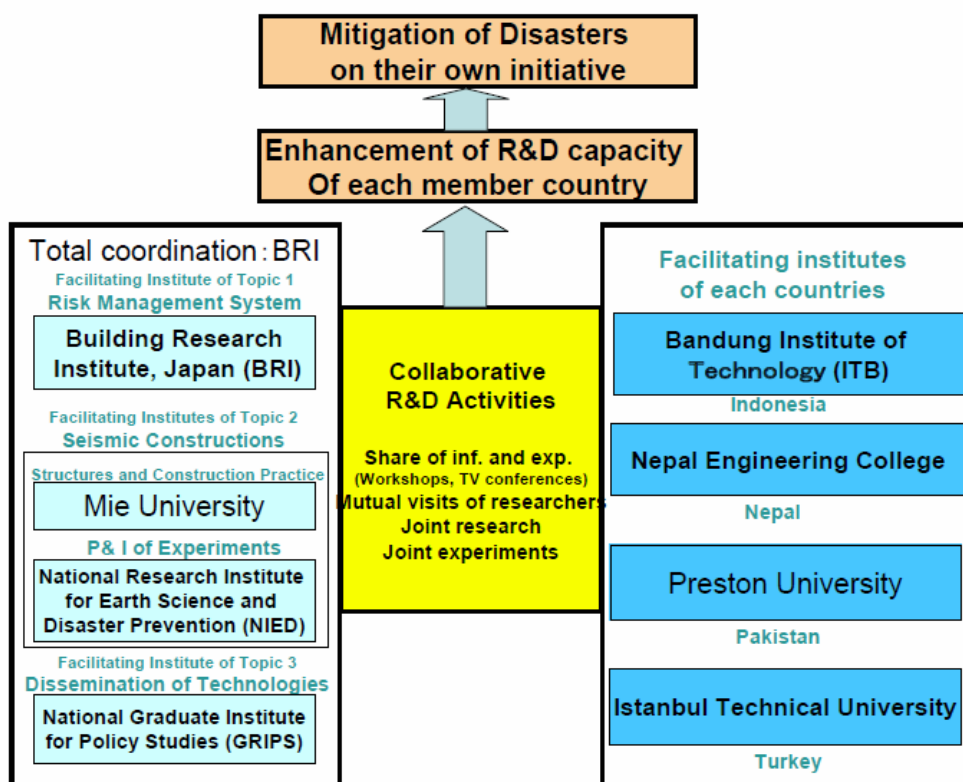 Mitigation of Disasters
on their own initiative
Enhancement of R&D capacity
Of each member country
Total coordination : BRI
Facilitating Institute of Topic 1
Risk Management System
Building Research
Institute, Japan (BRI)
Facilitating Institutes of Topic 2
Seismic Constructions
Structures and Construction Practice
Mie University
P& I of Experiments
National Research Institute
for Earth Science and
Disaster Prevention (NIED)
Facilitating Institute of Topic 3
Dissemination of Technologies
National Graduate Institute
for Policy Studies (GRIPS)
Collaborative
R&D Activities
Share of inf. and exp.
(Workshops, TV conferences)
Mutual visits of researchers
Joint research
Joint experiments
Facilitating institutes
of each countries
Bandung Institute of
Technology (ITB)
Indonesia
Nepal Engineering College
Nepal
Preston University
Pakistan
Istanbul Technical University
Turkey